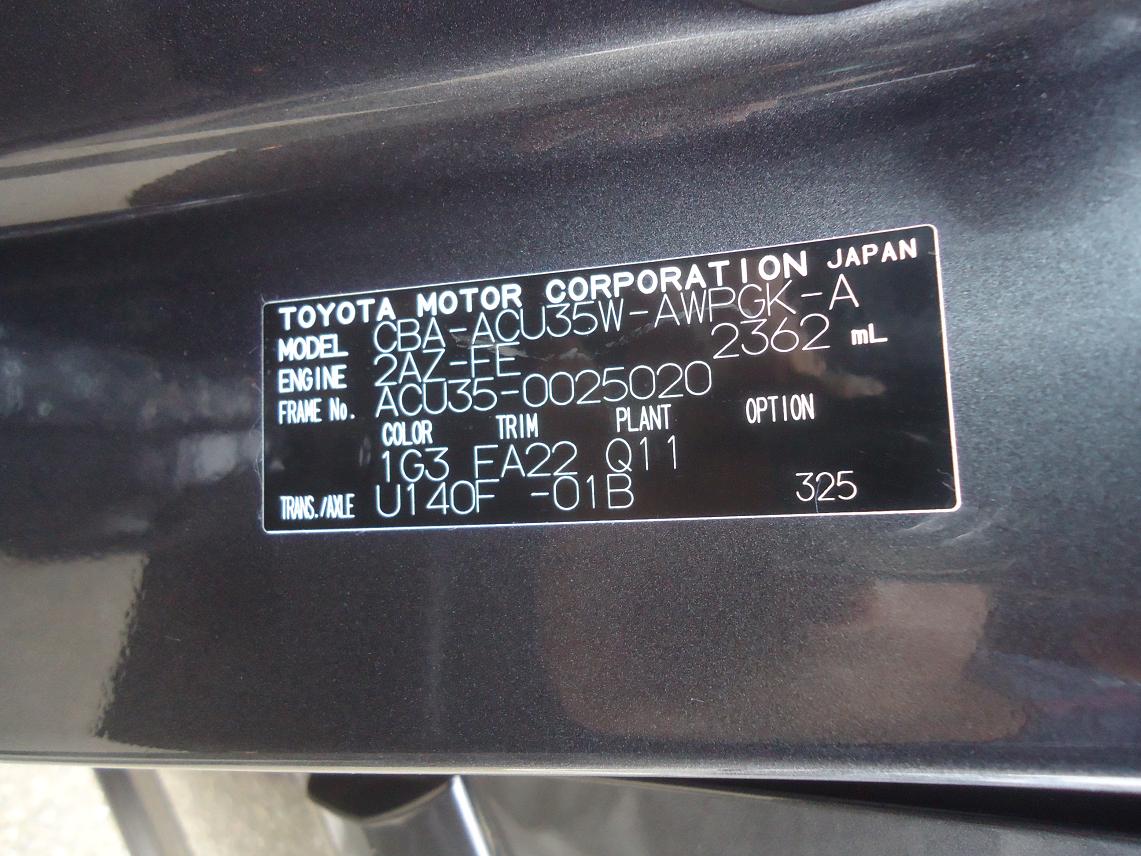 TOYOTA MOTOR CORPORATION JAPAN
MODEL CBA-ACU35W-AWPGK-A
ENGINE 2AZ-FE 2362 mL
FRAME No. ACU35-0025020
COLOR TRIM PLANT OPTION
1G3 FA22 Q11
TRANS./AXLE U140F -01B 325